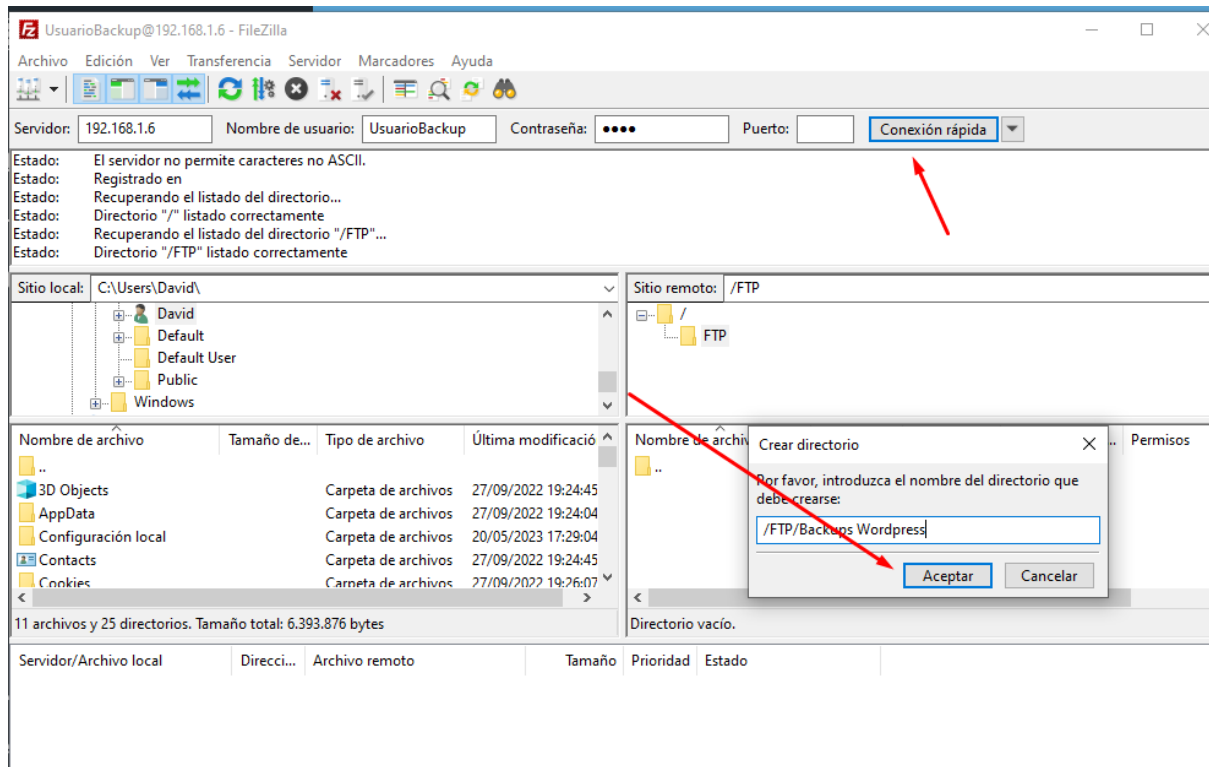 UsuarioBackup@192.168.1.6 - FileZilla
Archivo Edición Ver Transferencia Servidor Marcadores Ayuda
Servidor: 192.168.1.6 Nombre de usuario: UsuarioBackup Contraseña: ●●●● Puerto: Conexión rápida
Estado: El servidor no permite caracteres no ASCII.
Estado: Registrado en
Estado: Recuperando el listado del directorio...
Estado: Directorio "/" listado correctamente
Estado: Recuperando el listado del directorio "/FTP"...
Estado: Directorio "/FTP" listado correctamente
Sitio local: C:\Users\David\
David
Default
Default User
Public
Windows
Sitio remoto: /FTP
/
FTP
Nombre de archivo Tamaño de... Tipo de archivo Última modificació
..
3D Objects Carpeta de archivos 27/09/2022 19:24:45
AppData Carpeta de archivos 27/09/2022 19:24:04
Configuración local Carpeta de archivos 20/05/2023 17:29:04
Contacts Carpeta de archivos 27/09/2022 19:24:45
Cookies Carpeta de archivos 27/09/2022 19:26:07
11 archivos y 25 directorios. Tamaño total: 6.393.876 bytes
Nombre de archiv .. Permisos
..
Crear directorio
Por favor, introduzca el nombre del directorio que
debe crearse:
/FTP/Backups Wordpress
Aceptar Cancelar
Directorio vacío.
Servidor/Archivo local Direcci... Archivo remoto Tamaño Prioridad Estado